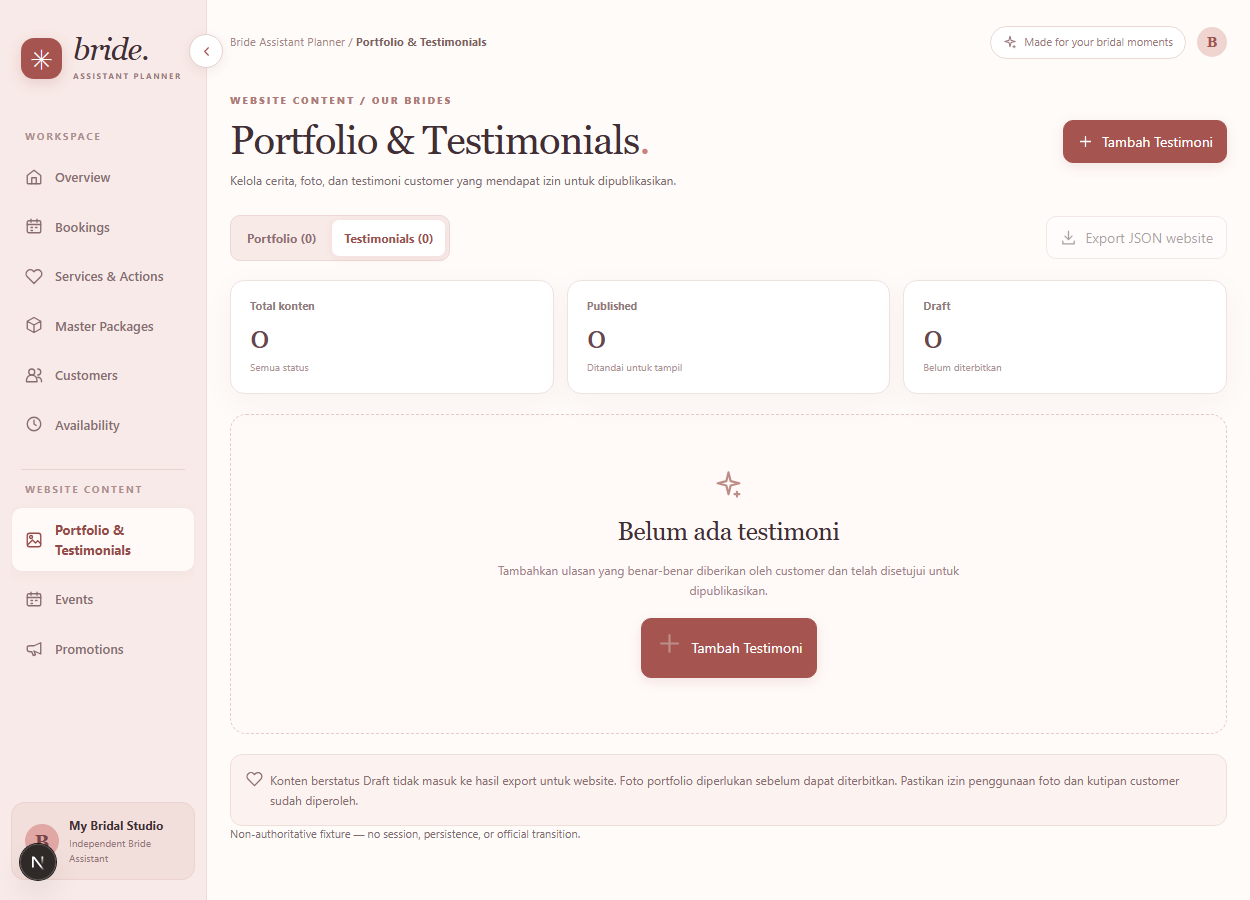 bride.
ASSISTANT PLANNER
WORKSPACE
Overview
Bookings
Services & Actions
Master Packages
Customers
Availability
WEBSITE CONTENT
Portfolio &
Testimonials
Events
Promotions
B
My Bridal Studio
Independent Bride
Assistant
N
Bride Assistant Planner / Portfolio & Testimonials
Made for your bridal moments
B
WEBSITE CONTENT / OUR BRIDES
Portfolio & Testimonials.
Kelola cerita, foto, dan testimoni customer yang mendapat izin untuk dipublikasikan.
Tambah Testimoni
Portfolio (0)
Testimonials (0)
Export JSON website
Total konten
0
Semua status
Published
0
Ditandai untuk tampil
Draft
0
Belum diterbitkan
Belum ada testimoni
Tambahkan ulasan yang benar-benar diberikan oleh customer dan telah disetujui untuk
dipublikasikan.
Tambah Testimoni
Konten berstatus Draft tidak masuk ke hasil export untuk website. Foto portfolio diperlukan sebelum dapat diterbitkan. Pastikan izin penggunaan foto dan kutipan customer
sudah diperoleh.
Non-authoritative fixture — no session, persistence, or official transition.